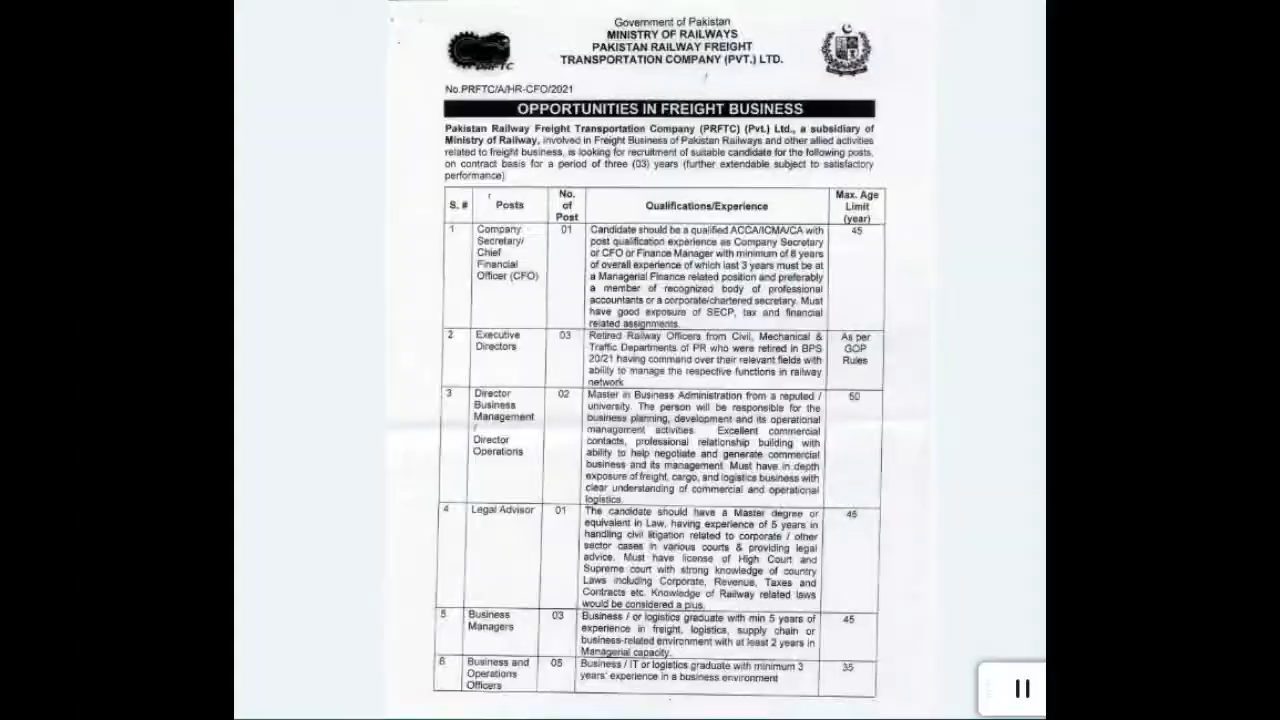 Government of Pakistan
MINISTRY OF RAILWAYS
PAKISTAN RAILWAY FREIGHT
TRANSPORTATION COMPANY (PVT.) LTD.
No.PRFTC/A/HR-CFO/2021
OPPORTUNITIES IN FREIGHT BUSINESS
Pakistan Railway Freight Transportation Company (PRFTC) (Pvt.) Ltd., a subsidiary of
Ministry of Railway, involved in Freight Business of Pakistan Railways and other allied activities
related to freight business, is looking for recruitment of suitable candidate for the following posts,
on contract basis for a period of three (03) years (further extendable subject to satisfactory
performance)
S. # Posts No. of Post Qualifications/Experience Max. Age Limit (year)
1 Company Secretary/ Chief Financial Officer (CFO) 01
Candidate should be a qualified ACCA/ICMA/CA with
post qualification experience as Company Secretary
or CFO or Finance Manager with minimum of 8 years
of overall experience of which last 3 years must be at
a Managerial Finance related position and preferably
a member of recognized body of professional
accountants or a corporate/chartered secretary. Must
have good exposure of SECP, tax and financial
related assignments.
45
2 Executive Directors 03
Retired Railway Officers from Civil, Mechanical &
Traffic Departments of PR who were retired in BPS
20/21 having command over their relevant fields with
ability to manage the respective functions in railway
network
As per GOP Rules
3 Director Business Management / Director Operations 02
Master in Business Administration from a reputed /
university. The person will be responsible for the
business planning, development and its operational
management activities. Excellent commercial
contacts, professional relationship building with
ability to help negotiate and generate commercial
business and its management. Must have in depth
exposure of freight, cargo, and logistics business with
clear understanding of commercial and operational
logistics.
50
4 Legal Advisor 01
The candidate should have a Master degree or
equivalent in Law, having experience of 5 years in
handling civil litigation related to corporate / other
sector cases in various courts & providing legal
advice. Must have license of High Court and
Supreme court with strong knowledge of country
Laws including Corporate, Revenue, Taxes and
Contracts etc. Knowledge of Railway related laws
would be considered a plus.
45
5 Business Managers 03
Business / or logistics graduate with min 5 years of
experience in freight, logistics, supply chain or
business-related environment with at least 2 years in
Managerial capacity.
45
6 Business and Operations Officers 05
Business / IT or logistics graduate with minimum 3
years' experience in a business environment
35